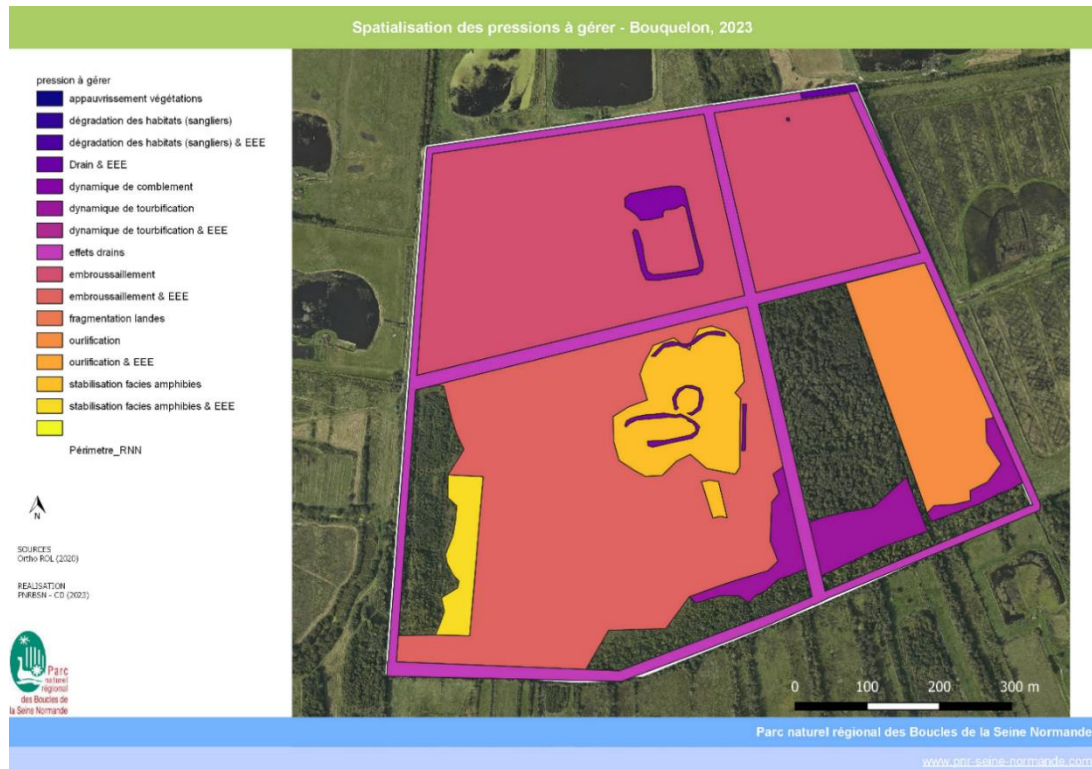 Spatialisation des pressions à gérer - Bouquelon, 2023
pression à gérer
appauvrissement végétations
dégradation des habitats (sangliers)
dégradation des habitats (sangliers) & EEE
Drain & EEE
dynamique de comblement
dynamique de tourbification
dynamique de tourbification & EEE
effets drains
embroussaillement
embroussaillement & EEE
fragmentation landes
ourlification
ourlification & EEE
stabilisation facies amphibies
stabilisation facies amphibies & EEE
Périmetre_RNN
N
SOURCES
Ortho ROL (2020)
REALISATION
PNRBSN - CD (2023)
Parc
naturel
régional
des Boucles de
la Seine Normande
0 100 200 300 m
Parc naturel régional des Boucles de la Seine Normande
www.pnr-seine-normande.com